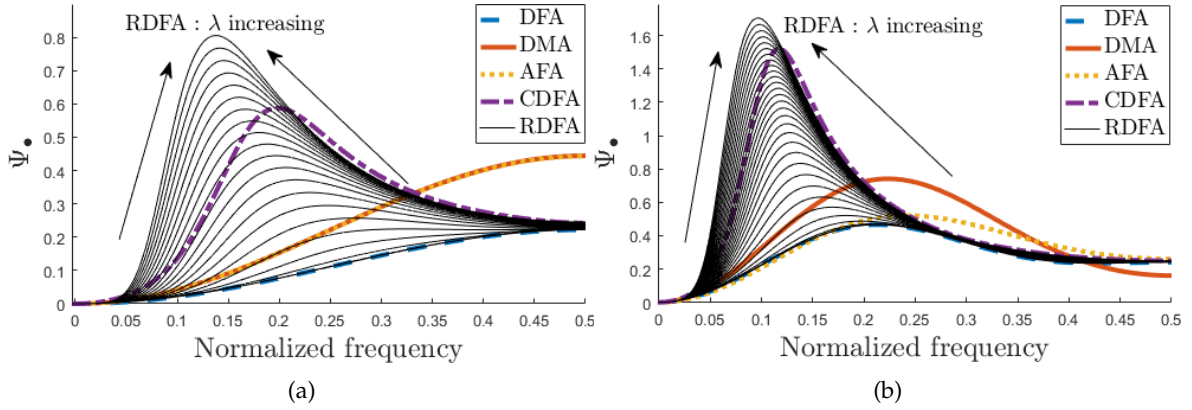 RDFA : λ increasing
DFA
DMA
AFA
CDFA
RDFA
0.8
0.7
0.6
0.5
0.4
0.3
0.2
0.1
0
Ψ•
0 0.05 0.1 0.15 0.2 0.25 0.3 0.35 0.4 0.45 0.5
Normalized frequency
(a)
RDFA : λ increasing
DFA
DMA
AFA
CDFA
RDFA
1.6
1.4
1.2
1
0.8
0.6
0.4
0.2
0
Ψ•
0 0.05 0.1 0.15 0.2 0.25 0.3 0.35 0.4 0.45 0.5
Normalized frequency
(b)